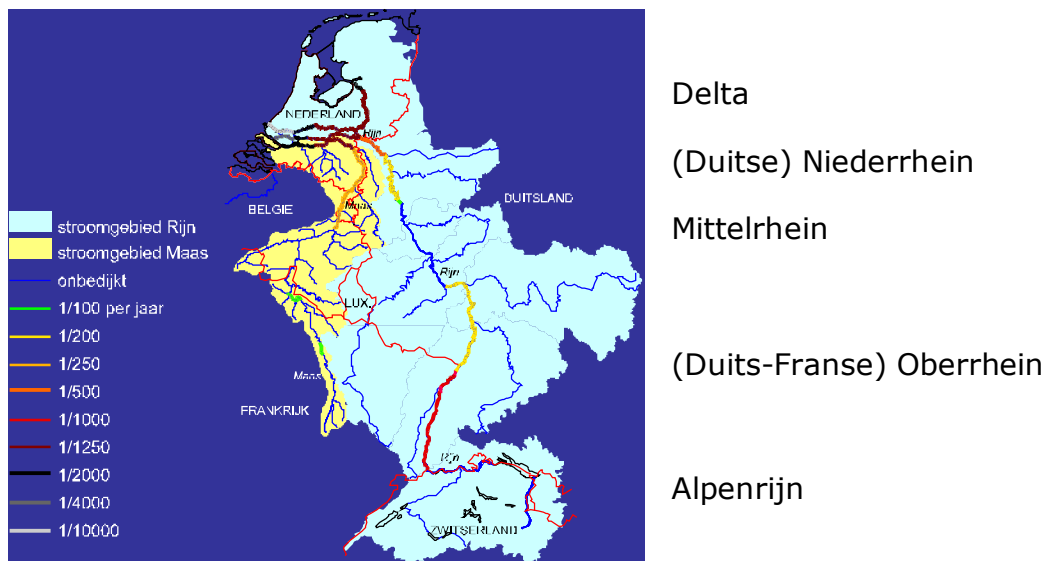 NEDERLAND
Rijn
BELGIE
Maas
DUITSLAND
Rijn
LUX.
Maas
FRANKRIJK
Rijn
ZWITSERLAND
stroomgebied Rijn
stroomgebied Maas
onbedijkt
1/100 per jaar
1/200
1/250
1/500
1/1000
1/1250
1/2000
1/4000
1/10000
Delta
(Duitse) Niederrhein
Mittelrhein
(Duits-Franse) Oberrhein
Alpenrijn